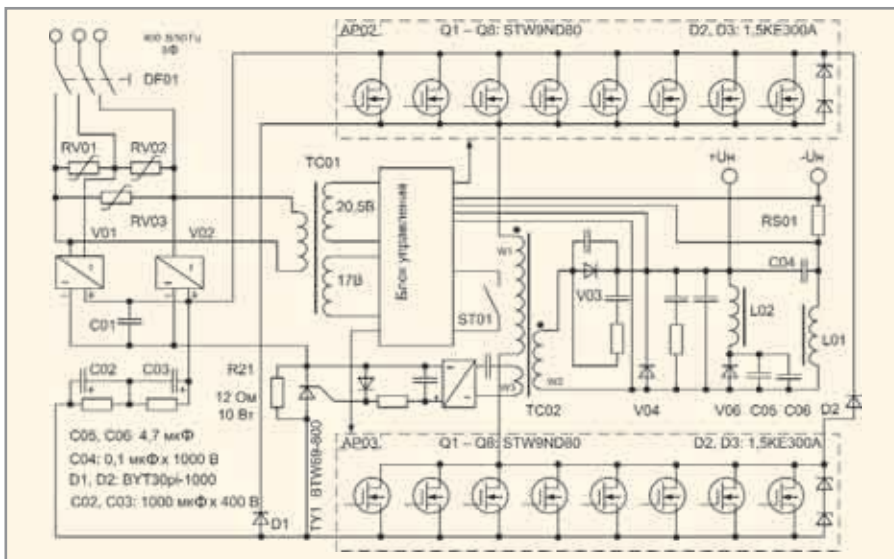 400 В/50 Гц
3Ф
DF01
AP02
Q1 – Q8: STW9ND80
D2, D3: 1,5KE300A
RV01
RV02
RV03
TC01
20,5В
17В
Блок управления
+Uн
-Uн
RS01
V01
V02
C01
C02
C03
ST01
W1
W2
W3
V03
C04
L02
L01
R21
12 Ом
10 Вт
TC02
V04
V06
C05
C06
D2
C05, C06: 4,7 мкФ
C04: 0,1 мкФ х 1000 В
D1, D2: BYT30pi-1000
C02, C03: 1000 мкФ х 400 В
D1
TY1 BTW69-800
AP03
Q1 – Q8: STW9ND80
D2, D3: 1,5KE300A